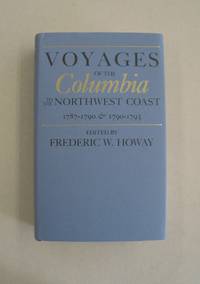 VOYAGES
OF THE
Columbia
TO THE NORTHWEST COAST
1787-1790 & 1790-1793
EDITED BY
FREDERIC W. HOWAY